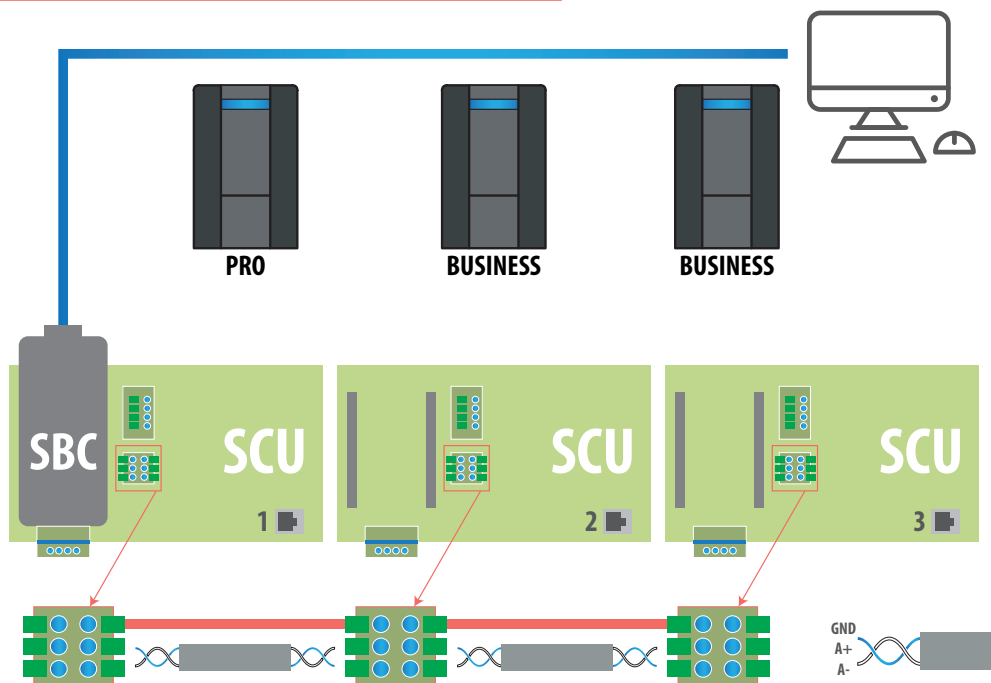 PRO
BUSINESS
BUSINESS
SBC
SCU
SCU
SCU
1
2
3
GND
A+
A-